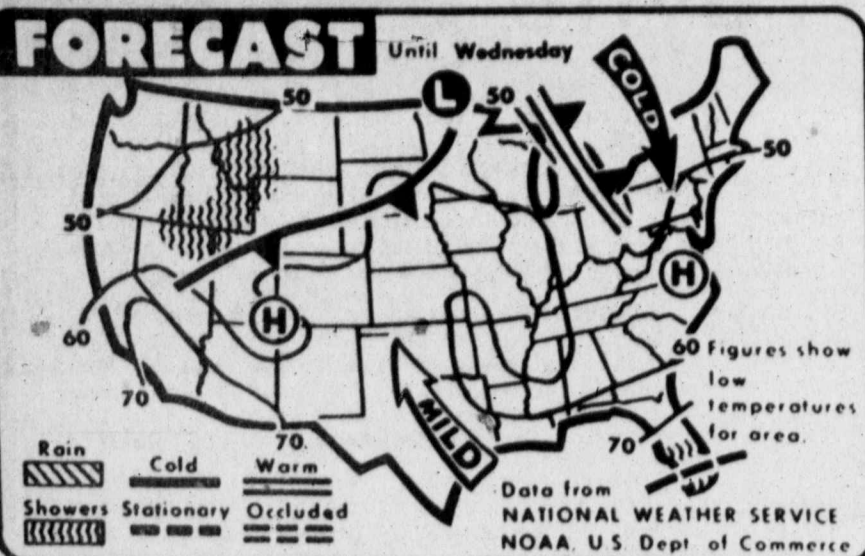 FORECAST Until Wednesday
COLD
50 L 50
50
50
H H
60
60 Figures show
low
70 temperatures
70 70 for area.
MILD
Rain Cold Warm
Showers Stationary Occluded
Data from
NATIONAL WEATHER SERVICE
NOAA, U.S. Dept. of Commerce